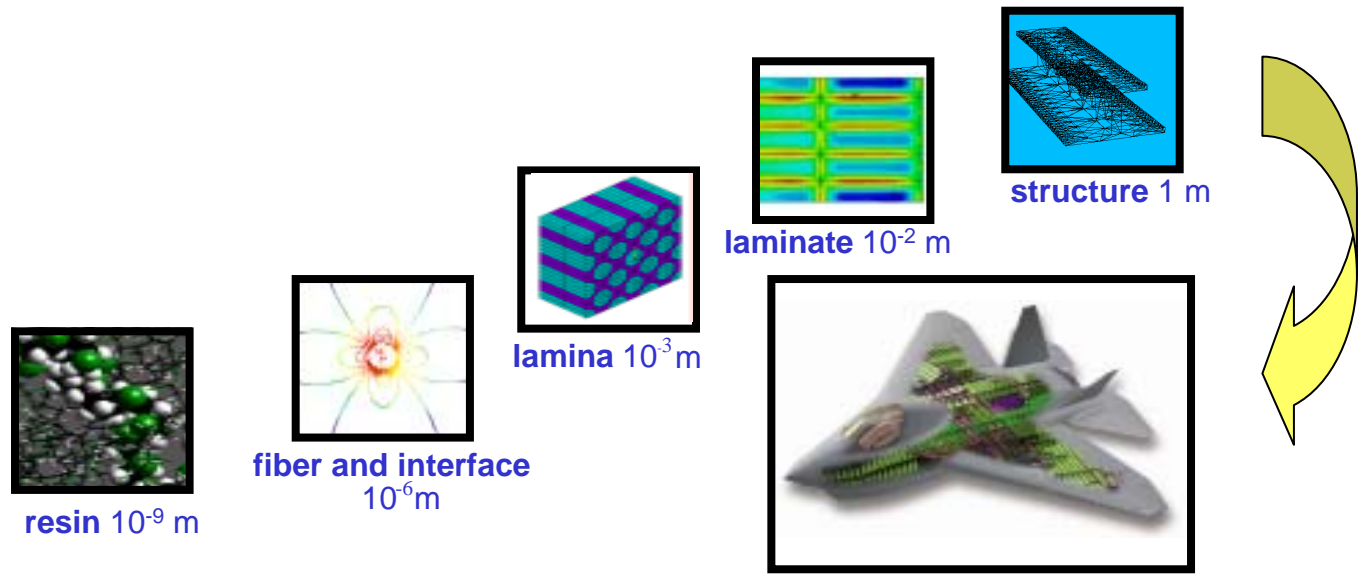 structure 1 m
laminate 10⁻² m
lamina 10⁻³ m
fiber and interface
10⁻⁶m
resin 10⁻⁹ m